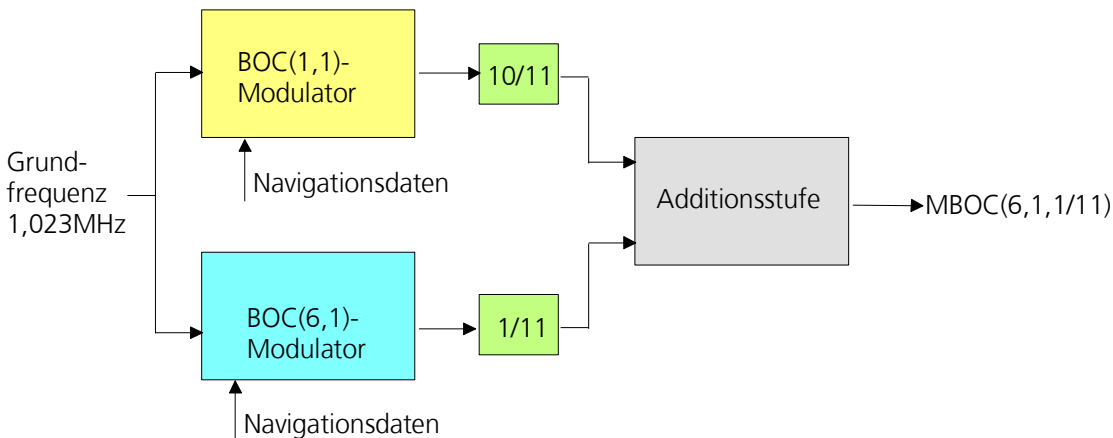 BOC(1,1)-
Modulator
10/11
Grund-
frequenz
1,023MHz
Navigationsdaten
Additionsstufe
MBOC(6,1,1/11)
BOC(6,1)-
Modulator
1/11
Navigationsdaten